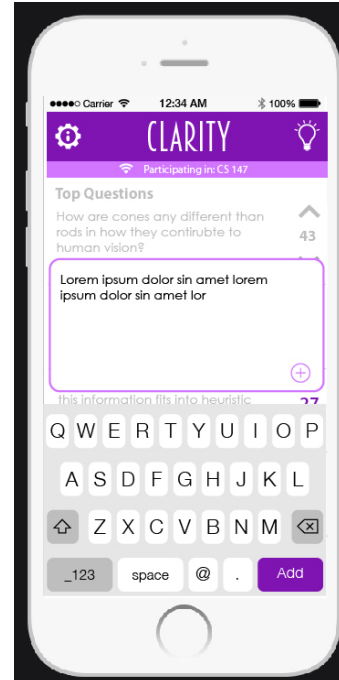 Carrier 12:34 AM 100%
CLARITY
Participating in: CS 147
Top Questions
How are cones any different than
rods in how they contirubte to
human vision?
43
Lorem ipsum dolor sin amet lorem
ipsum dolor sin amet lor
this information fits into heuristic
27
Q W E R T Y U I O P
A S D F G H J K L
Z X C V B N M
_123 space @ . Add